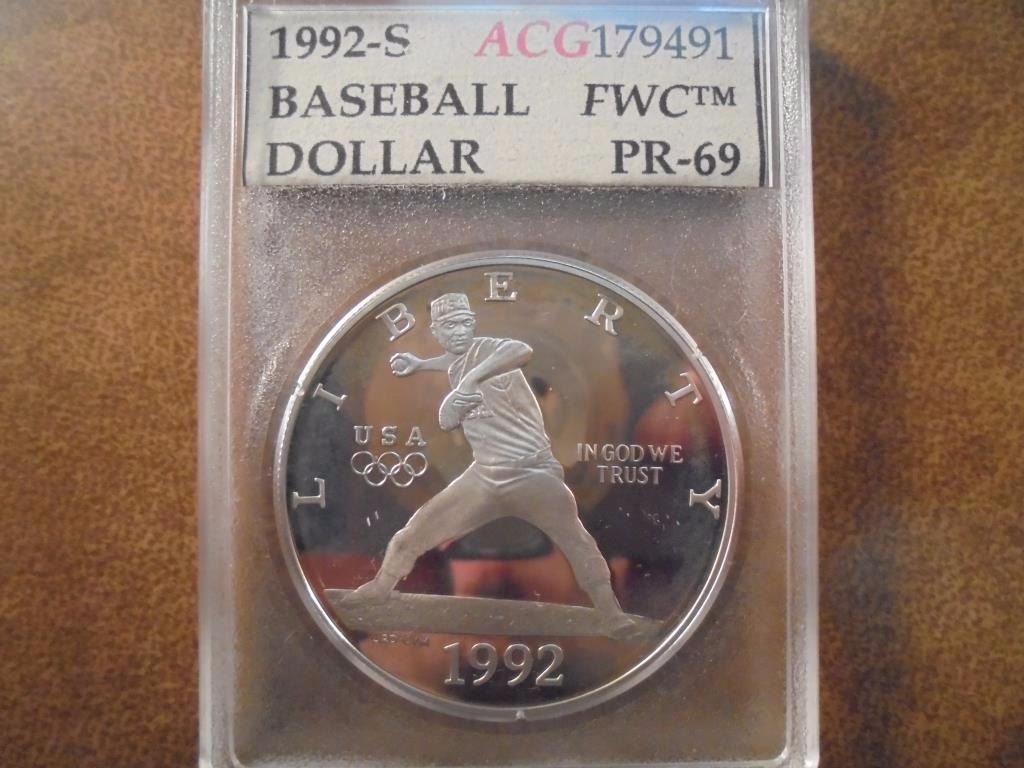 1992-S ACG179491
BASEBALL FWC™
DOLLAR PR-69
LIBERTY
USA
IN GOD WE
TRUST
1992